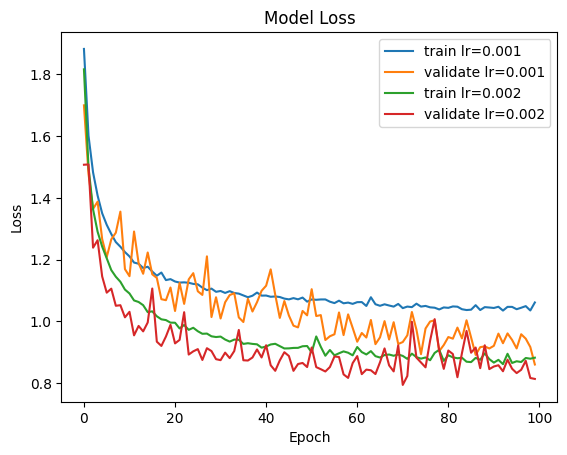 Model Loss
train lr=0.001
validate lr=0.001
train lr=0.002
validate lr=0.002
Loss
1.8
1.6
1.4
1.2
1.0
0.8
0 20 40 60 80 100
Epoch